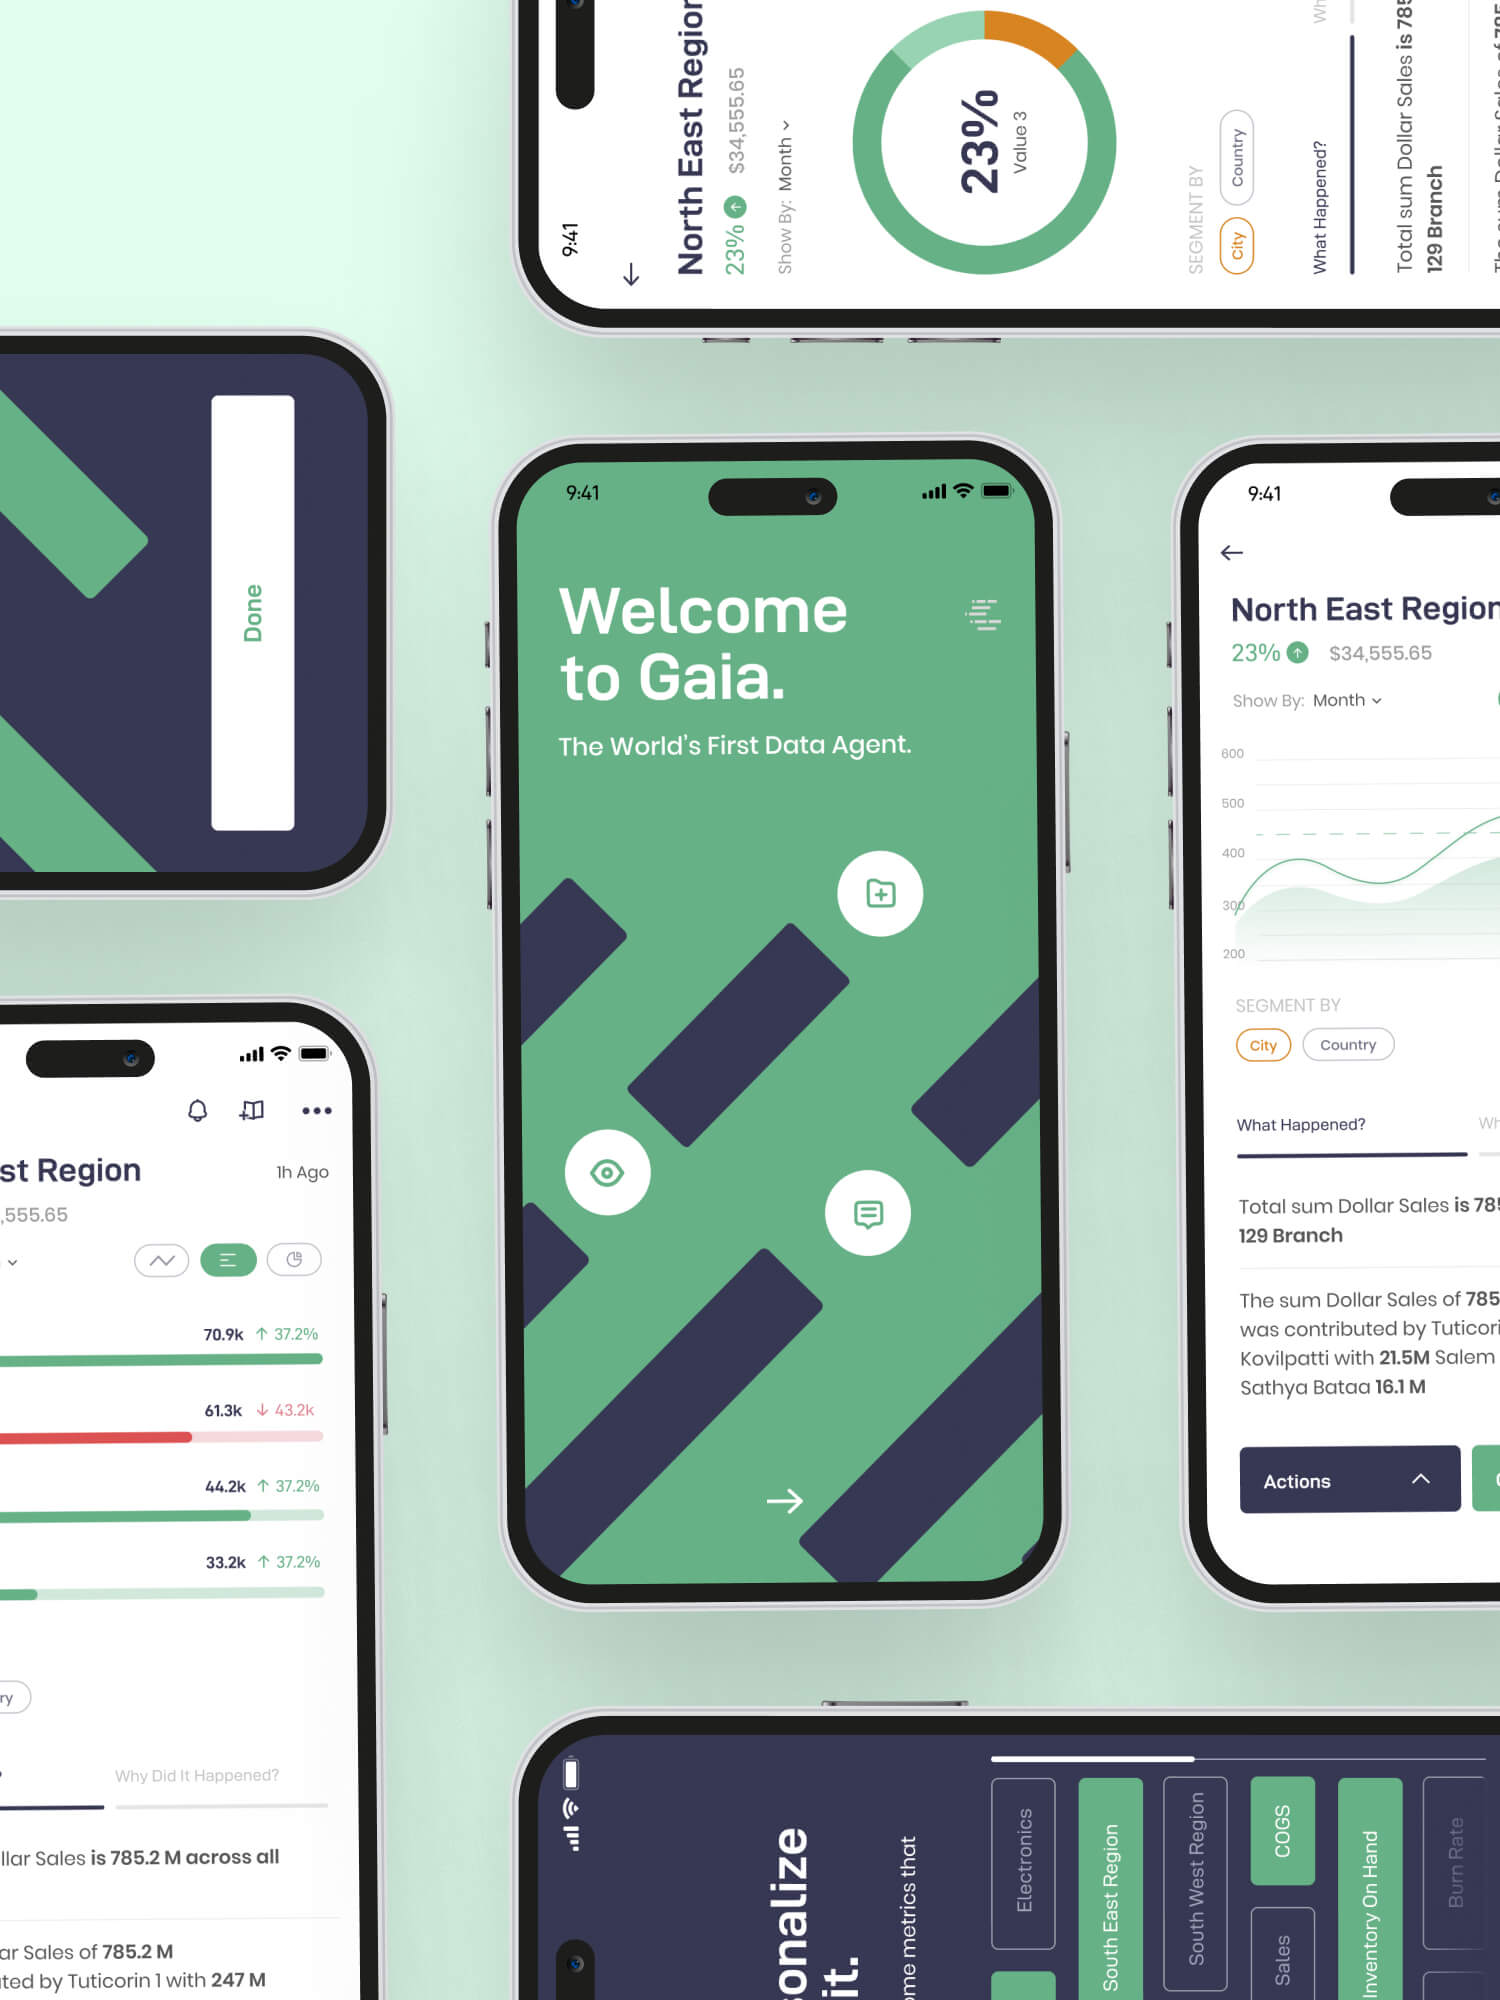 9:41
North East Region
23% $34,555.65
Show By: Month
23%
Value 3
SEGMENT BY
City Country
What Happened?
Total sum Dollar Sales is 785
129 Branch
Done
9:41
Welcome
to Gaia.
The World's First Data Agent.
9:41
North East Region
23% $34,555.65
Show By: Month
600
500
400
300
200
SEGMENT BY
City Country
What Happened?
Total sum Dollar Sales is 785
129 Branch
The sum Dollar Sales of 785
was contributed by Tuticori
Kovilpatti with 21.5M Salem
Sathya Bataa 16.1 M
Actions
st Region 1h Ago
,555.65
70.9k 37.2%
61.3k 43.2k
44.2k 37.2%
33.2k 37.2%
ry
? Why Did It Happened?
llar Sales is 785.2 M across all
ar Sales of 785.2 M
ted by Tuticorin 1 with 247 M
sonalize
it.
ome metrics that
Electronics
South East Region
South West Region
COGS
Sales
Inventory On Hand
Burn Rate